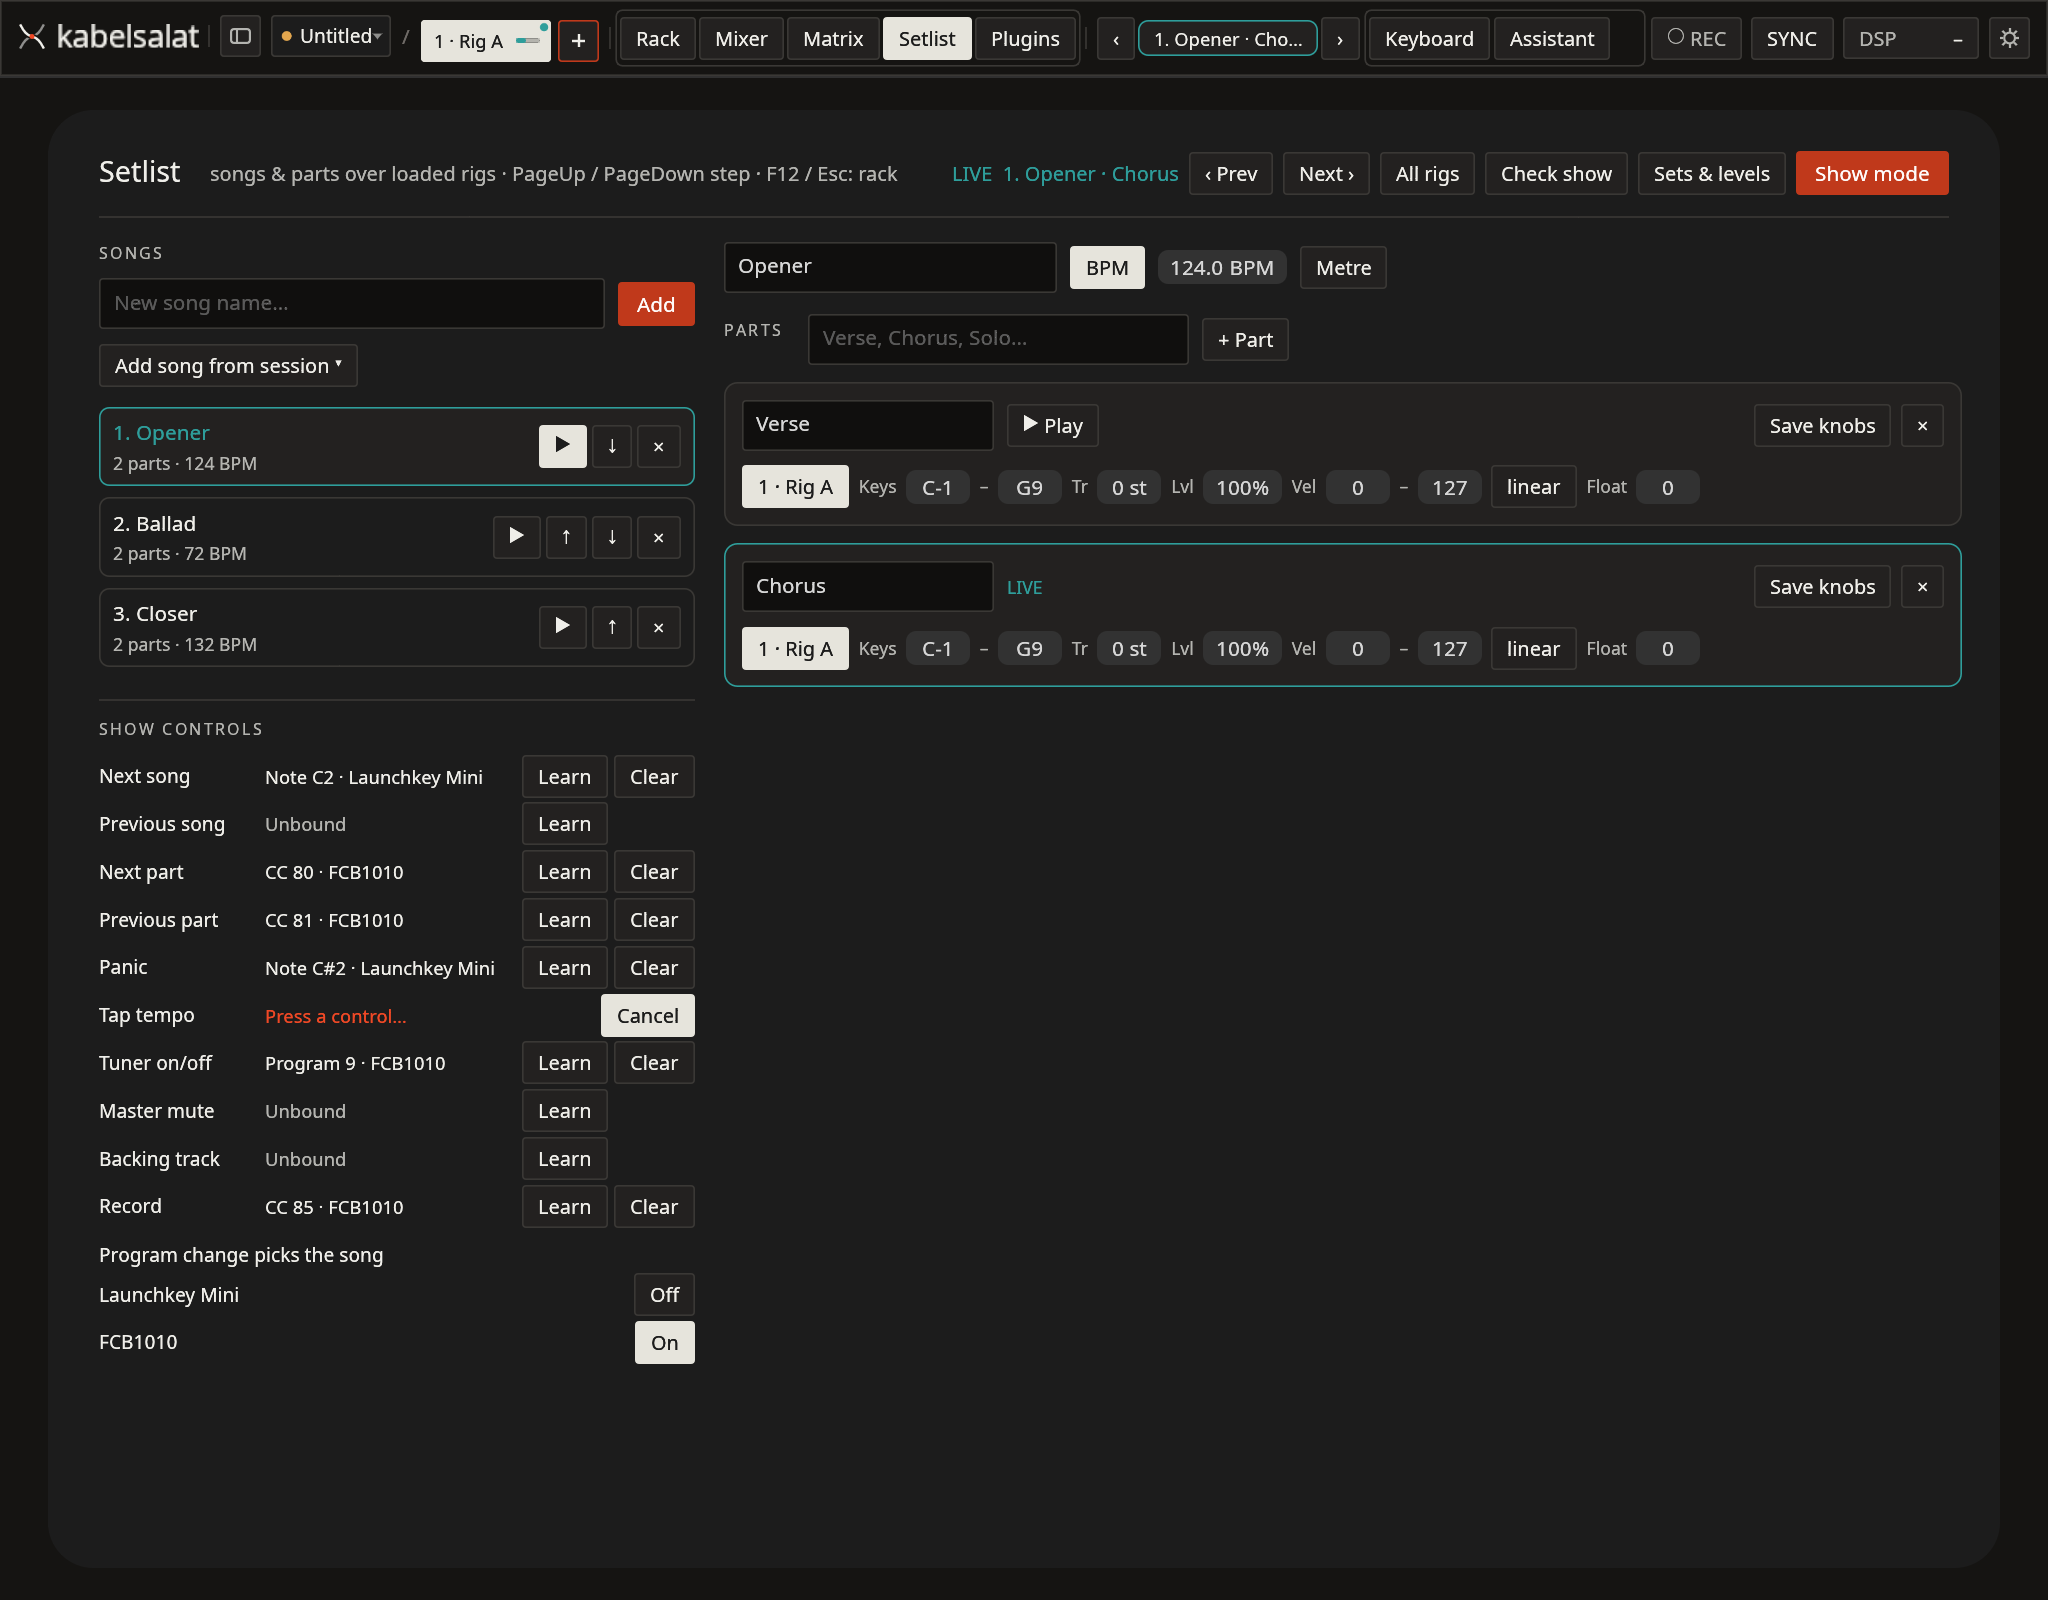 kabelsalat Untitled / 1 · Rig A + Rack Mixer Matrix Setlist Plugins ‹ 1. Opener · Cho... › Keyboard Assistant REC SYNC DSP –
Setlist songs & parts over loaded rigs · PageUp / PageDown step · F12 / Esc: rack LIVE 1. Opener · Chorus ‹ Prev Next › All rigs Check show Sets & levels Show mode
SONGS
New song name...
Add
Add song from session
1. Opener
2 parts · 124 BPM
↓ ×
2. Ballad
2 parts · 72 BPM
↑ ↓ ×
3. Closer
2 parts · 132 BPM
↑ ×
SHOW CONTROLS
Next song Note C2 · Launchkey Mini Learn Clear
Previous song Unbound Learn
Next part CC 80 · FCB1010 Learn Clear
Previous part CC 81 · FCB1010 Learn Clear
Panic Note C#2 · Launchkey Mini Learn Clear
Tap tempo Press a control... Cancel
Tuner on/off Program 9 · FCB1010 Learn Clear
Master mute Unbound Learn
Backing track Unbound Learn
Record CC 85 · FCB1010 Learn Clear
Program change picks the song
Launchkey Mini Off
FCB1010 On
Opener BPM 124.0 BPM Metre
PARTS Verse, Chorus, Solo... + Part
Verse Play Save knobs ×
1 · Rig A Keys C-1 – G9 Tr 0 st Lvl 100% Vel 0 – 127 linear Float 0
Chorus LIVE Save knobs ×
1 · Rig A Keys C-1 – G9 Tr 0 st Lvl 100% Vel 0 – 127 linear Float 0